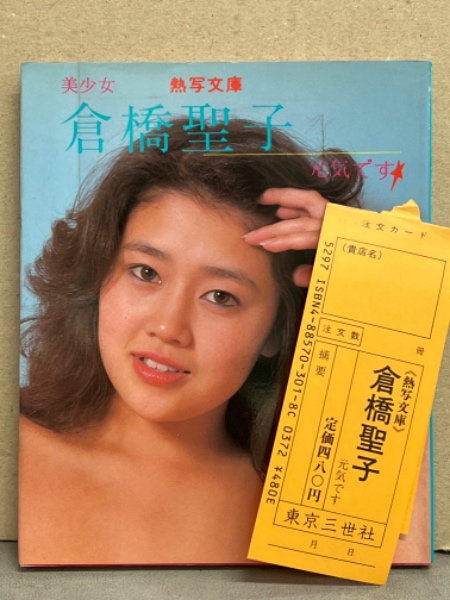 美少女
熱写文庫
倉橋聖子
元気です
注文カード
(貴店名)
注文数
冊
摘要
5297 ISBN4-88570-301-8C 0372 ¥480E
《熱写文庫》
倉橋聖子
元気です
定価四八〇円
東京三世社
月 日